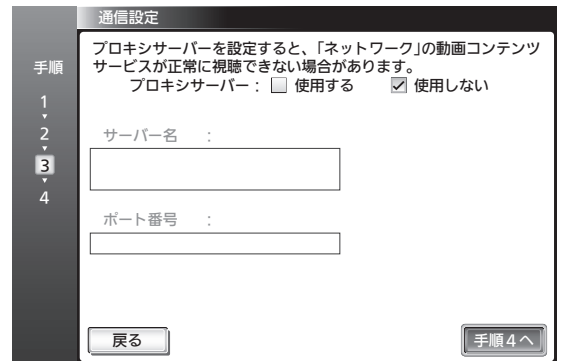 通信設定
手順
1
2
3
4
プロキシサーバーを設定すると、「ネットワーク」の動画コンテンツ
サービスが正常に視聴できない場合があります。
プロキシサーバー : 使用する 使用しない
サーバー名 :
ポート番号 :
戻る
手順4へ